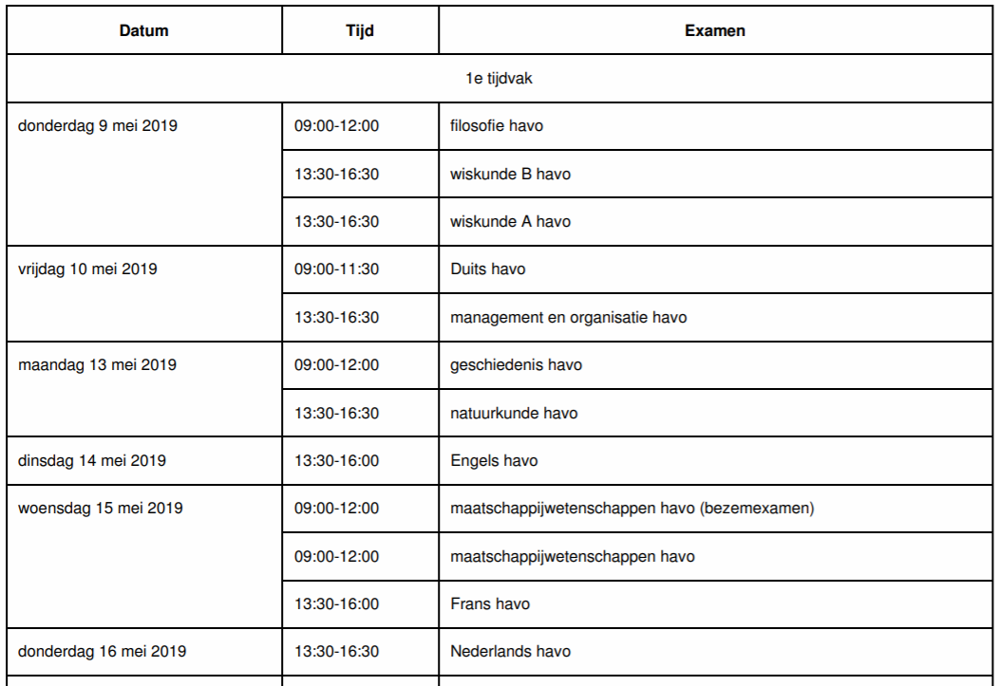 Datum Tijd Examen
1e tijdvak
donderdag 9 mei 2019 09:00-12:00 filosofie havo
13:30-16:30 wiskunde B havo
13:30-16:30 wiskunde A havo
vrijdag 10 mei 2019 09:00-11:30 Duits havo
13:30-16:30 management en organisatie havo
maandag 13 mei 2019 09:00-12:00 geschiedenis havo
13:30-16:30 natuurkunde havo
dinsdag 14 mei 2019 13:30-16:00 Engels havo
woensdag 15 mei 2019 09:00-12:00 maatschappijwetenschappen havo (bezemexamen)
09:00-12:00 maatschappijwetenschappen havo
13:30-16:00 Frans havo
donderdag 16 mei 2019 13:30-16:30 Nederlands havo